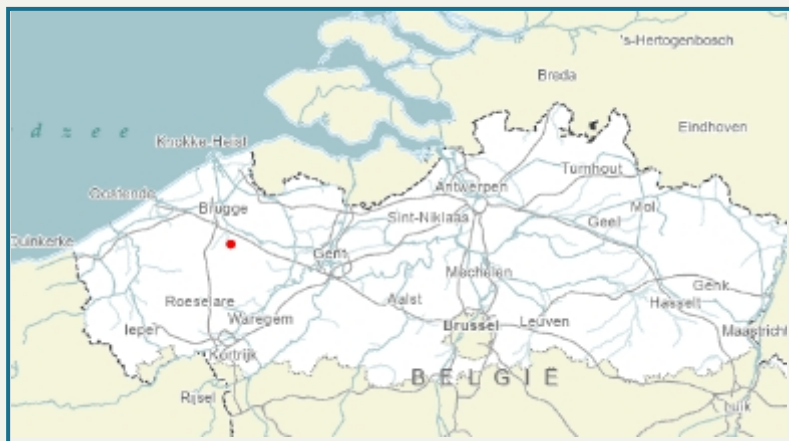 's-Hertogenbosch
Breda
d z e e
Eindhoven
Knokke-Heist
Turnhout
Antwerpen
Oostende
Brugge
Mol
Sint-Niklaas
Geel
Duinkerke
Gent
Mechelen
Genk
Roeselare
Aalst
Hasselt
Waregem
Brussel
Leuven
Ieper
Maastricht
Kortrijk
BELGIË
Rijsel
Luik